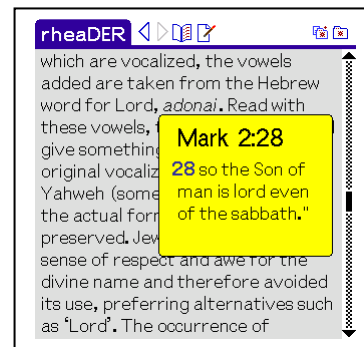 rheaDER
which are vocalized, the vowels
added are taken from the Hebrew
word for Lord, adonai. Read with
these vowels,
give something
original vocaliz
Yahweh (some
the actual form
preserved. Jew
sense of respect and awe for the
divine name and therefore avoided
its use, preferring alternatives such
as ‘Lord’. The occurrence of
Mark 2:28
28 so the Son of
man is lord even
of the sabbath."